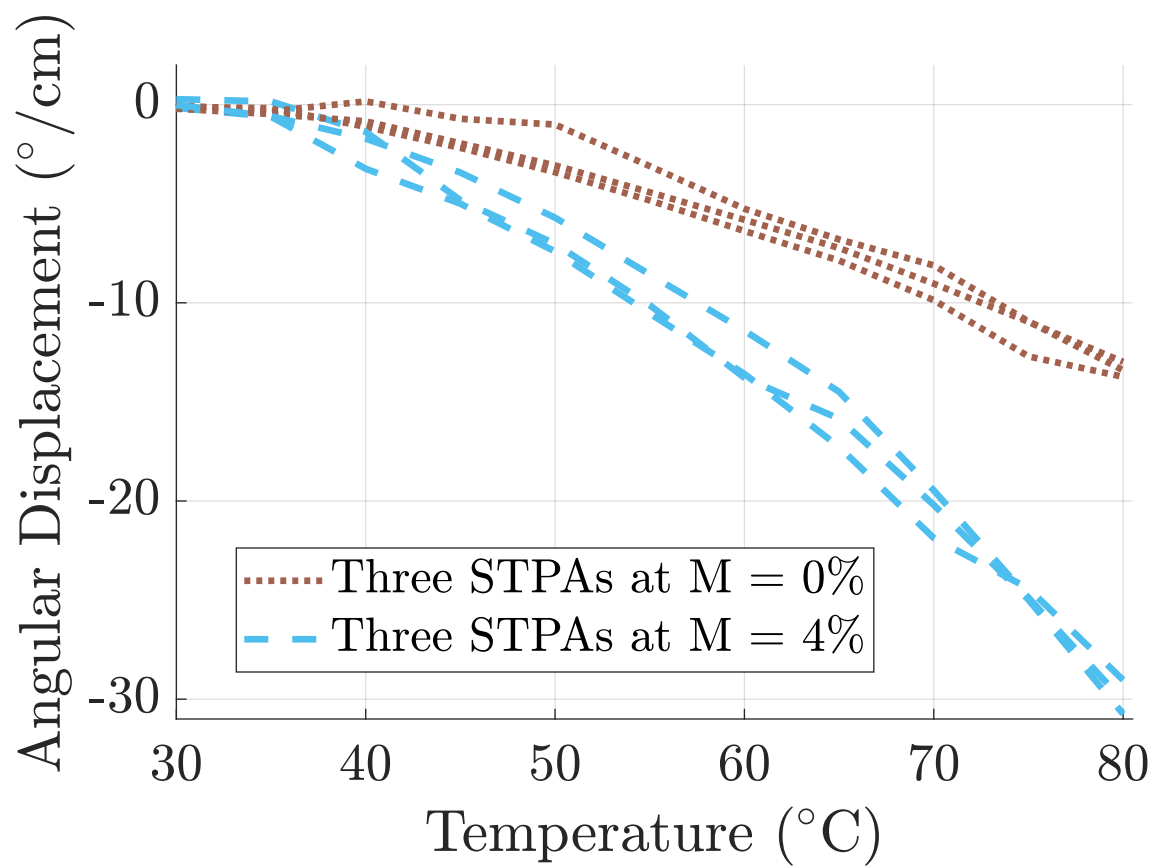 Angular Displacement (°/cm)
0
-10
-20
-30
Three STPAs at M = 0%
Three STPAs at M = 4%
30 40 50 60 70 80
Temperature (°C)